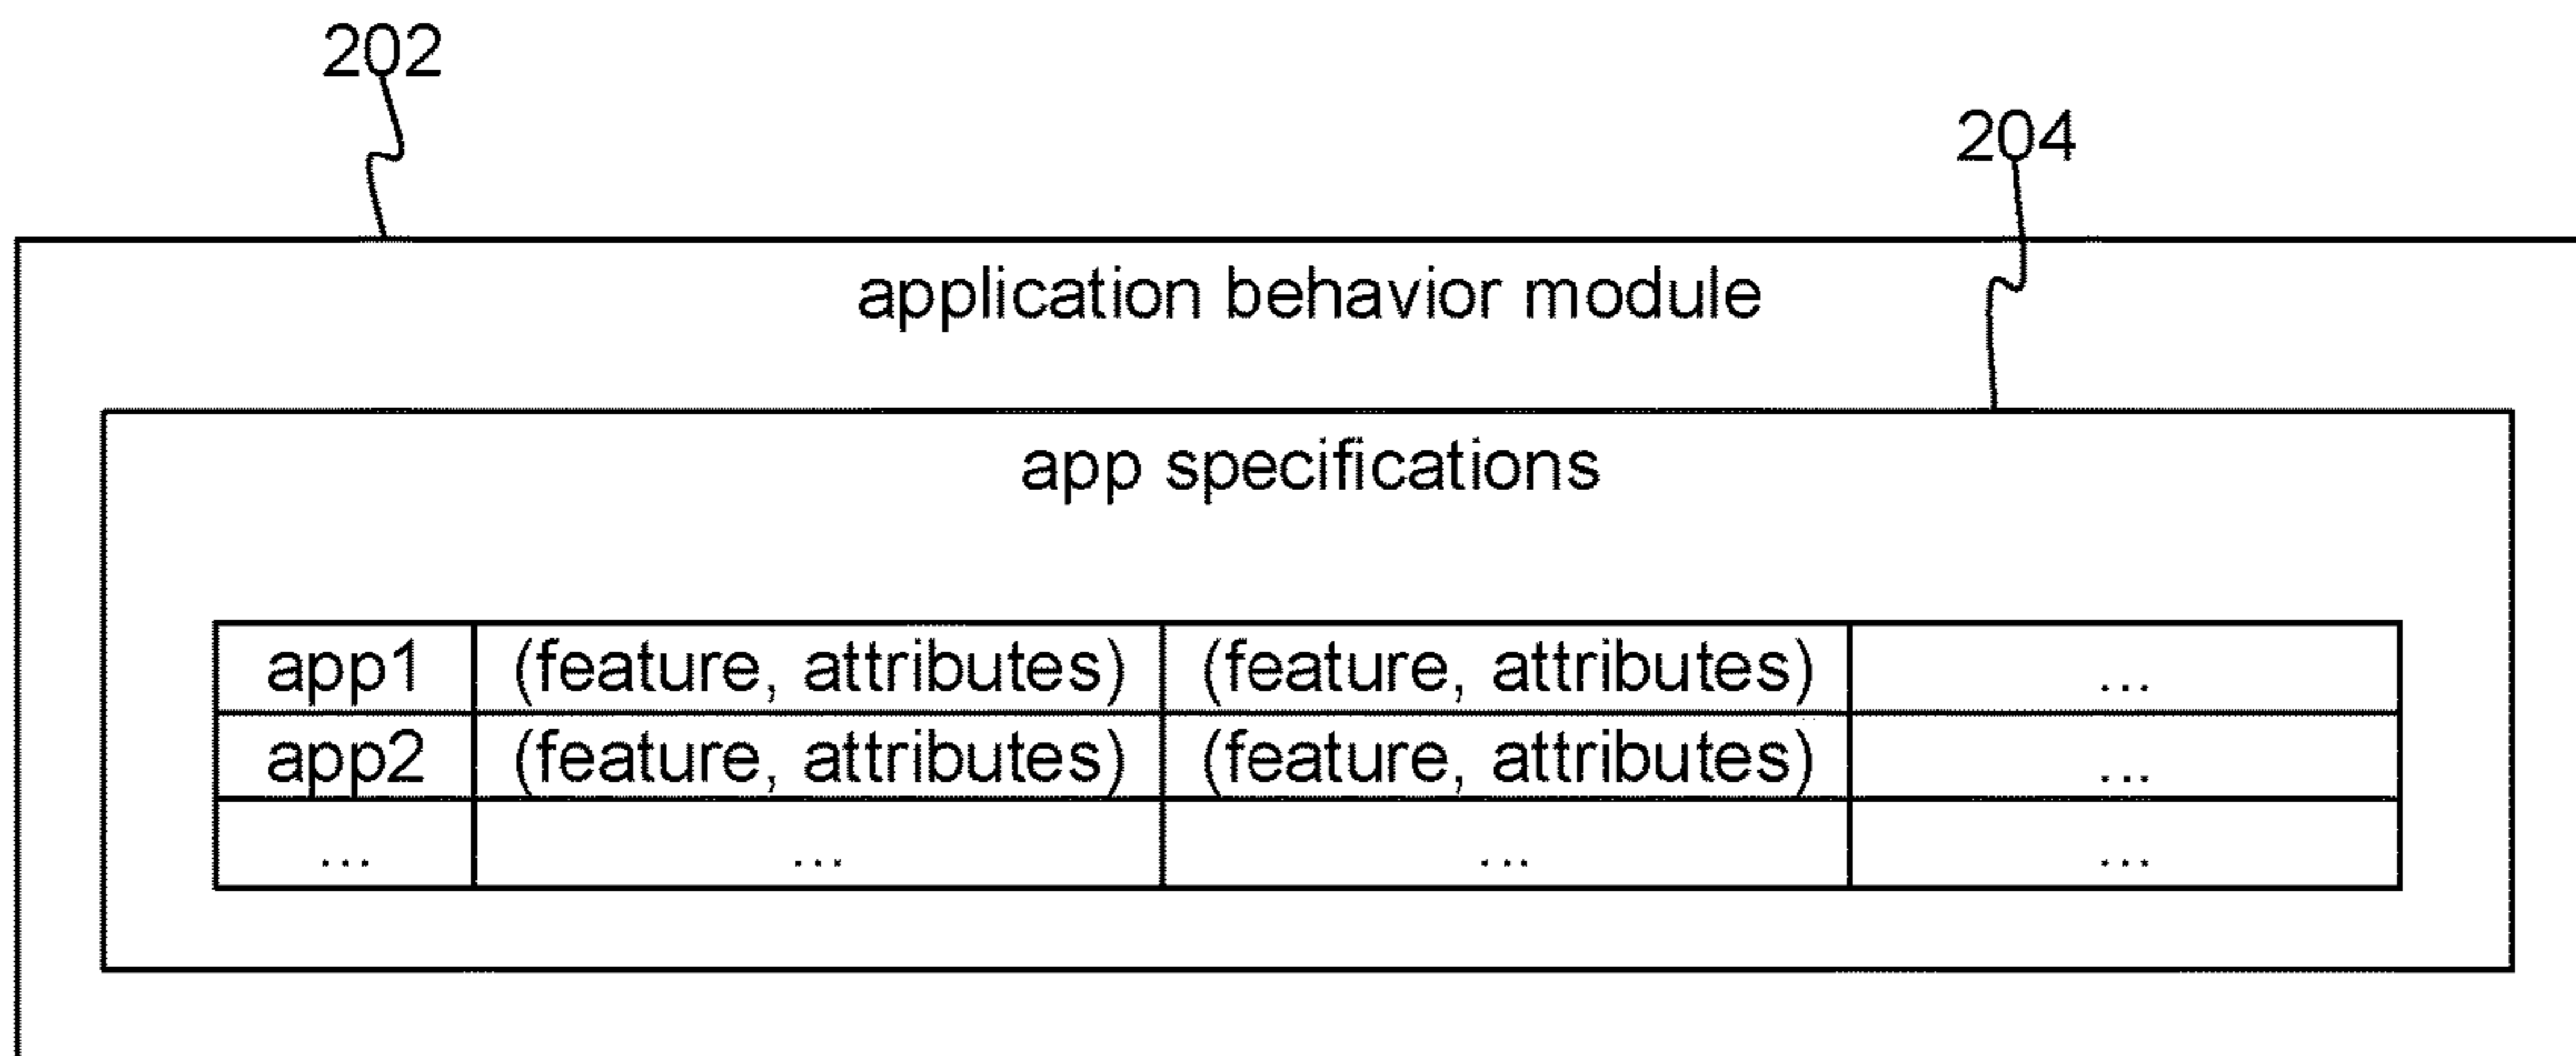 202
204
application behavior module
app specifications
app1 (feature, attributes) (feature, attributes) ...
app2 (feature, attributes) (feature, attributes) ...
... ... ... ...